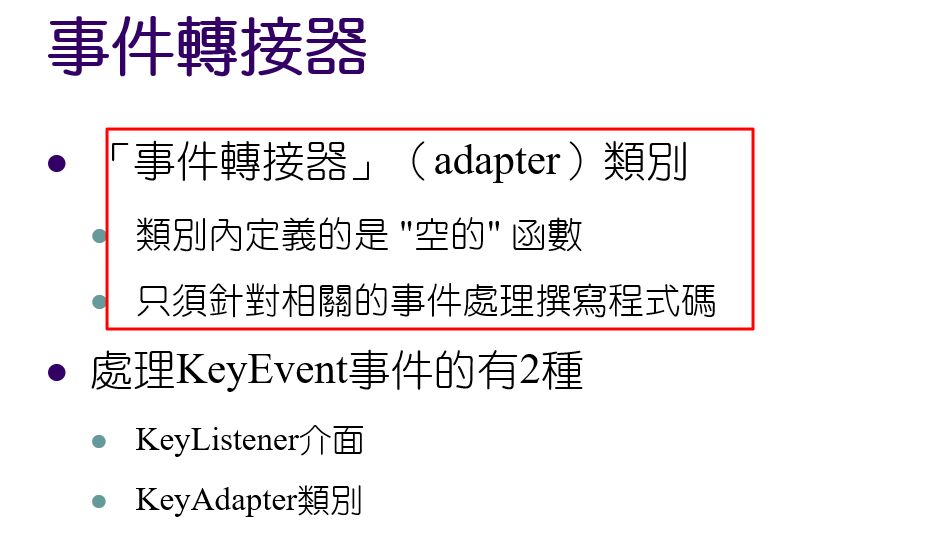 事件轉接器
「事件轉接器」（adapter）類別
類別內定義的是 "空的" 函數
只須針對相關的事件處理撰寫程式碼
處理KeyEvent事件的有2種
KeyListener介面
KeyAdapter類別